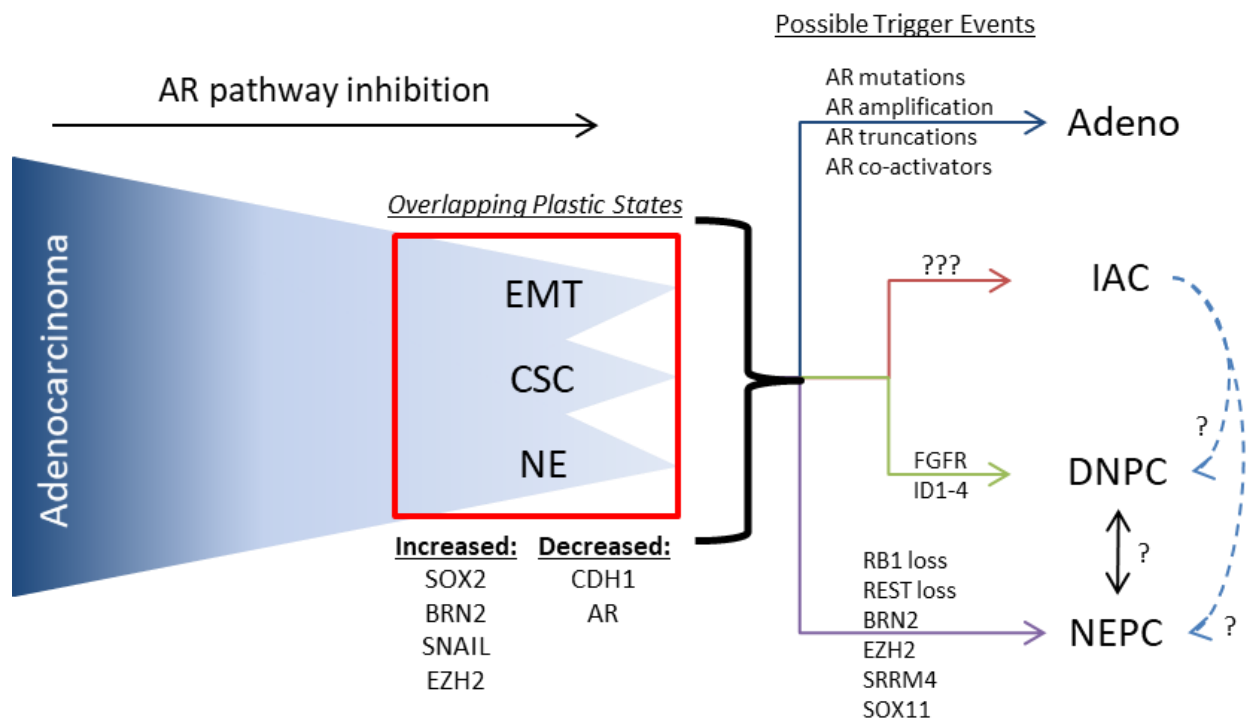 Possible Trigger Events
AR pathway inhibition
AR mutations
AR amplification
AR truncations
AR co-activators
Adeno
Adenocarcinoma
Overlapping Plastic States
EMT
CSC
NE
???
IAC
?
FGFR
ID1-4
DNPC
?
Increased:
SOX2
BRN2
SNAIL
EZH2
Decreased:
CDH1
AR
RB1 loss
REST loss
BRN2
EZH2
SRRM4
SOX11
NEPC
?